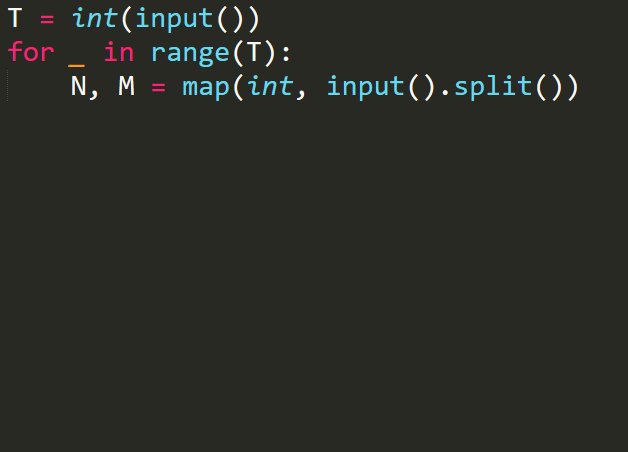 T = int(input())
for _ in range(T):
    N, M = map(int, input().split())